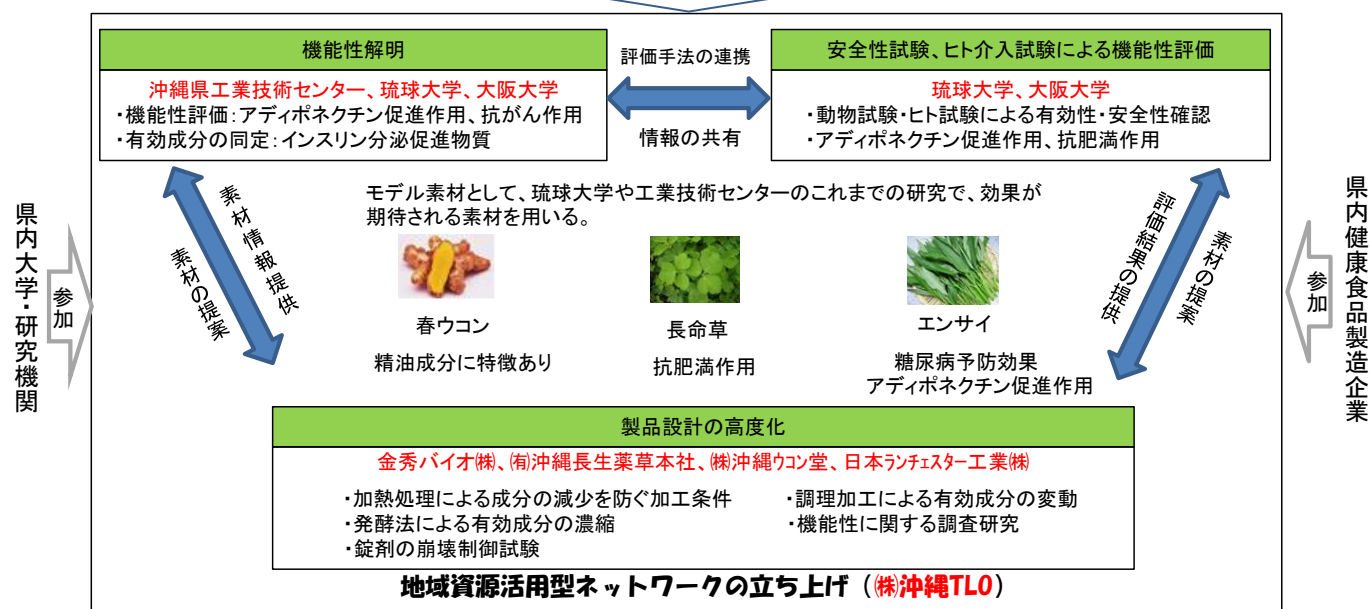 機能性解明
沖縄県工業技術センター、琉球大学、大阪大学
・機能性評価:アディポネクチン促進作用、抗がん作用
・有効成分の同定:インスリン分泌促進物質
評価手法の連携
情報の共有
安全性試験、ヒト介入試験による機能性評価
琉球大学、大阪大学
・動物試験・ヒト試験による有効性・安全性確認
・アディポネクチン促進作用、抗肥満作用
県内大学・研究機関
参加
素材情報提供
素材の提案
モデル素材として、琉球大学や工業技術センターのこれまでの研究で、効果が
期待される素材を用いる。
春ウコン
精油成分に特徴あり
長命草
抗肥満作用
エンサイ
糖尿病予防効果
アディポネクチン促進作用
評価結果の提供
素材の提案
参加
県内健康食品製造企業
製品設計の高度化
金秀バイオ㈱、㈲沖縄長生薬草本社、㈱沖縄ウコン堂、日本ランチェスター工業㈱
・加熱処理による成分の減少を防ぐ加工条件
・発酵法による有効成分の濃縮
・錠剤の崩壊制御試験
・調理加工による有効成分の変動
・機能性に関する調査研究
地域資源活用型ネットワークの立ち上げ(㈱沖縄TLO)